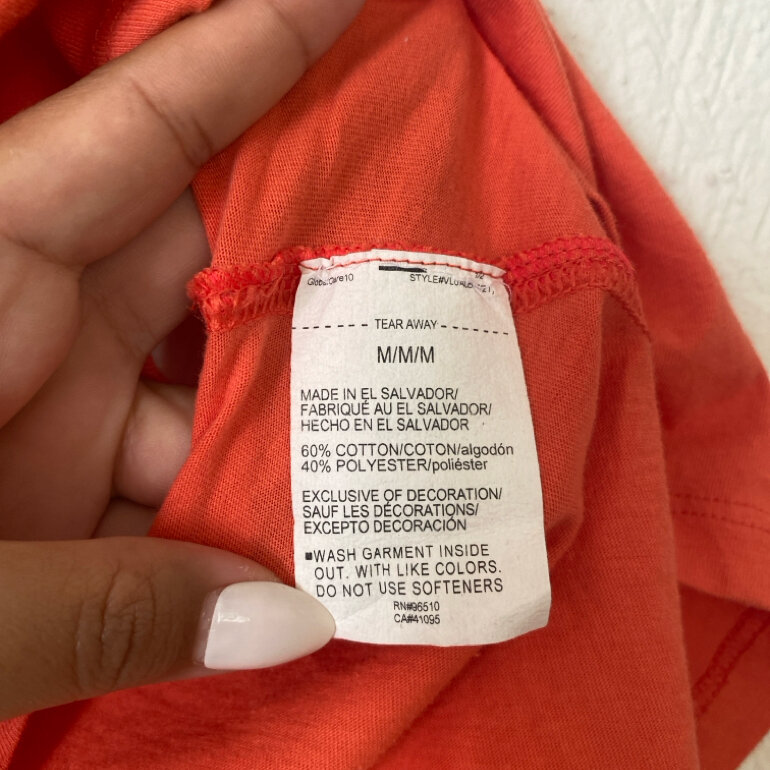 TEAR AWAY
M/M/M
MADE IN EL SALVADOR/
FABRIQUÉ AU EL SALVADOR/
HECHO EN EL SALVADOR
60% COTTON/COTON/algodón
40% POLYESTER/poliéster
EXCLUSIVE OF DECORATION/
SAUF LES DÉCORATIONS/
EXCEPTO DECORACIÓN
■WASH GARMENT INSIDE
OUT. WITH LIKE COLORS.
DO NOT USE SOFTENERS
RN#96510
CA#41095